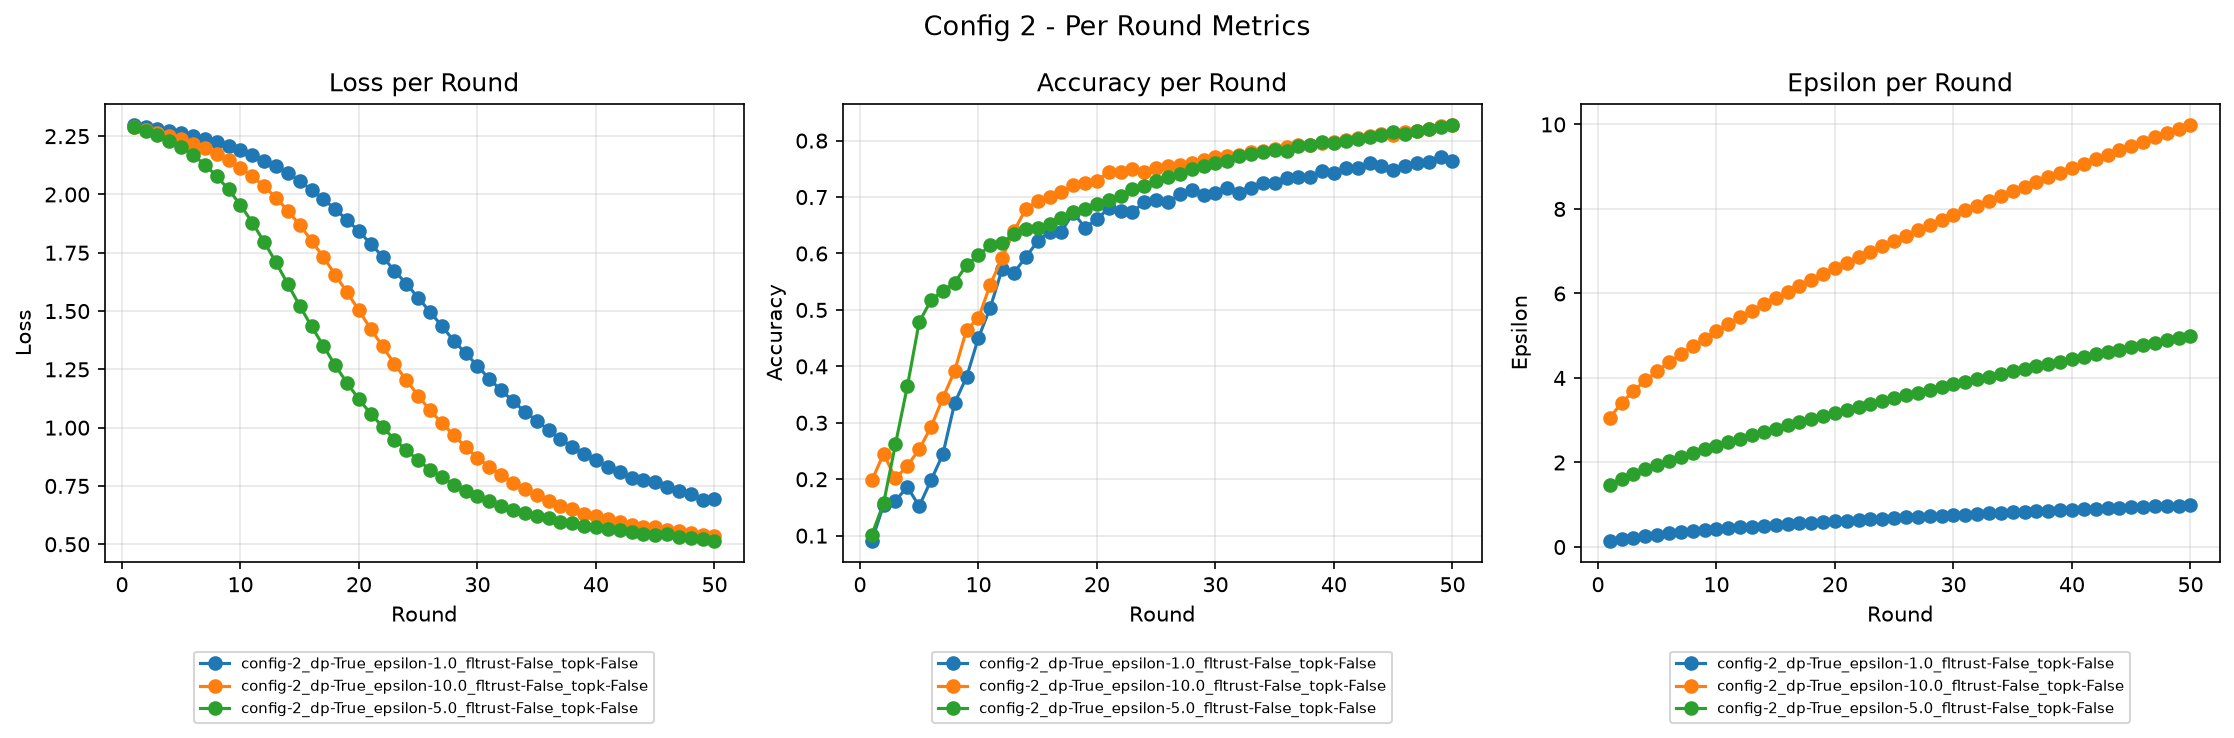 Config 2 - Per Round Metrics
Loss per Round
2.25
2.00
1.75
1.50
1.25
1.00
0.75
0.50
Loss
0 10 20 30 40 50
Round
config-2_dp-True_epsilon-1.0_fltrust-False_topk-False
config-2_dp-True_epsilon-10.0_fltrust-False_topk-False
config-2_dp-True_epsilon-5.0_fltrust-False_topk-False
Accuracy per Round
0.8
0.7
0.6
0.5
0.4
0.3
0.2
0.1
Accuracy
0 10 20 30 40 50
Round
config-2_dp-True_epsilon-1.0_fltrust-False_topk-False
config-2_dp-True_epsilon-10.0_fltrust-False_topk-False
config-2_dp-True_epsilon-5.0_fltrust-False_topk-False
Epsilon per Round
10
8
6
4
2
0
Epsilon
0 10 20 30 40 50
Round
config-2_dp-True_epsilon-1.0_fltrust-False_topk-False
config-2_dp-True_epsilon-10.0_fltrust-False_topk-False
config-2_dp-True_epsilon-5.0_fltrust-False_topk-False